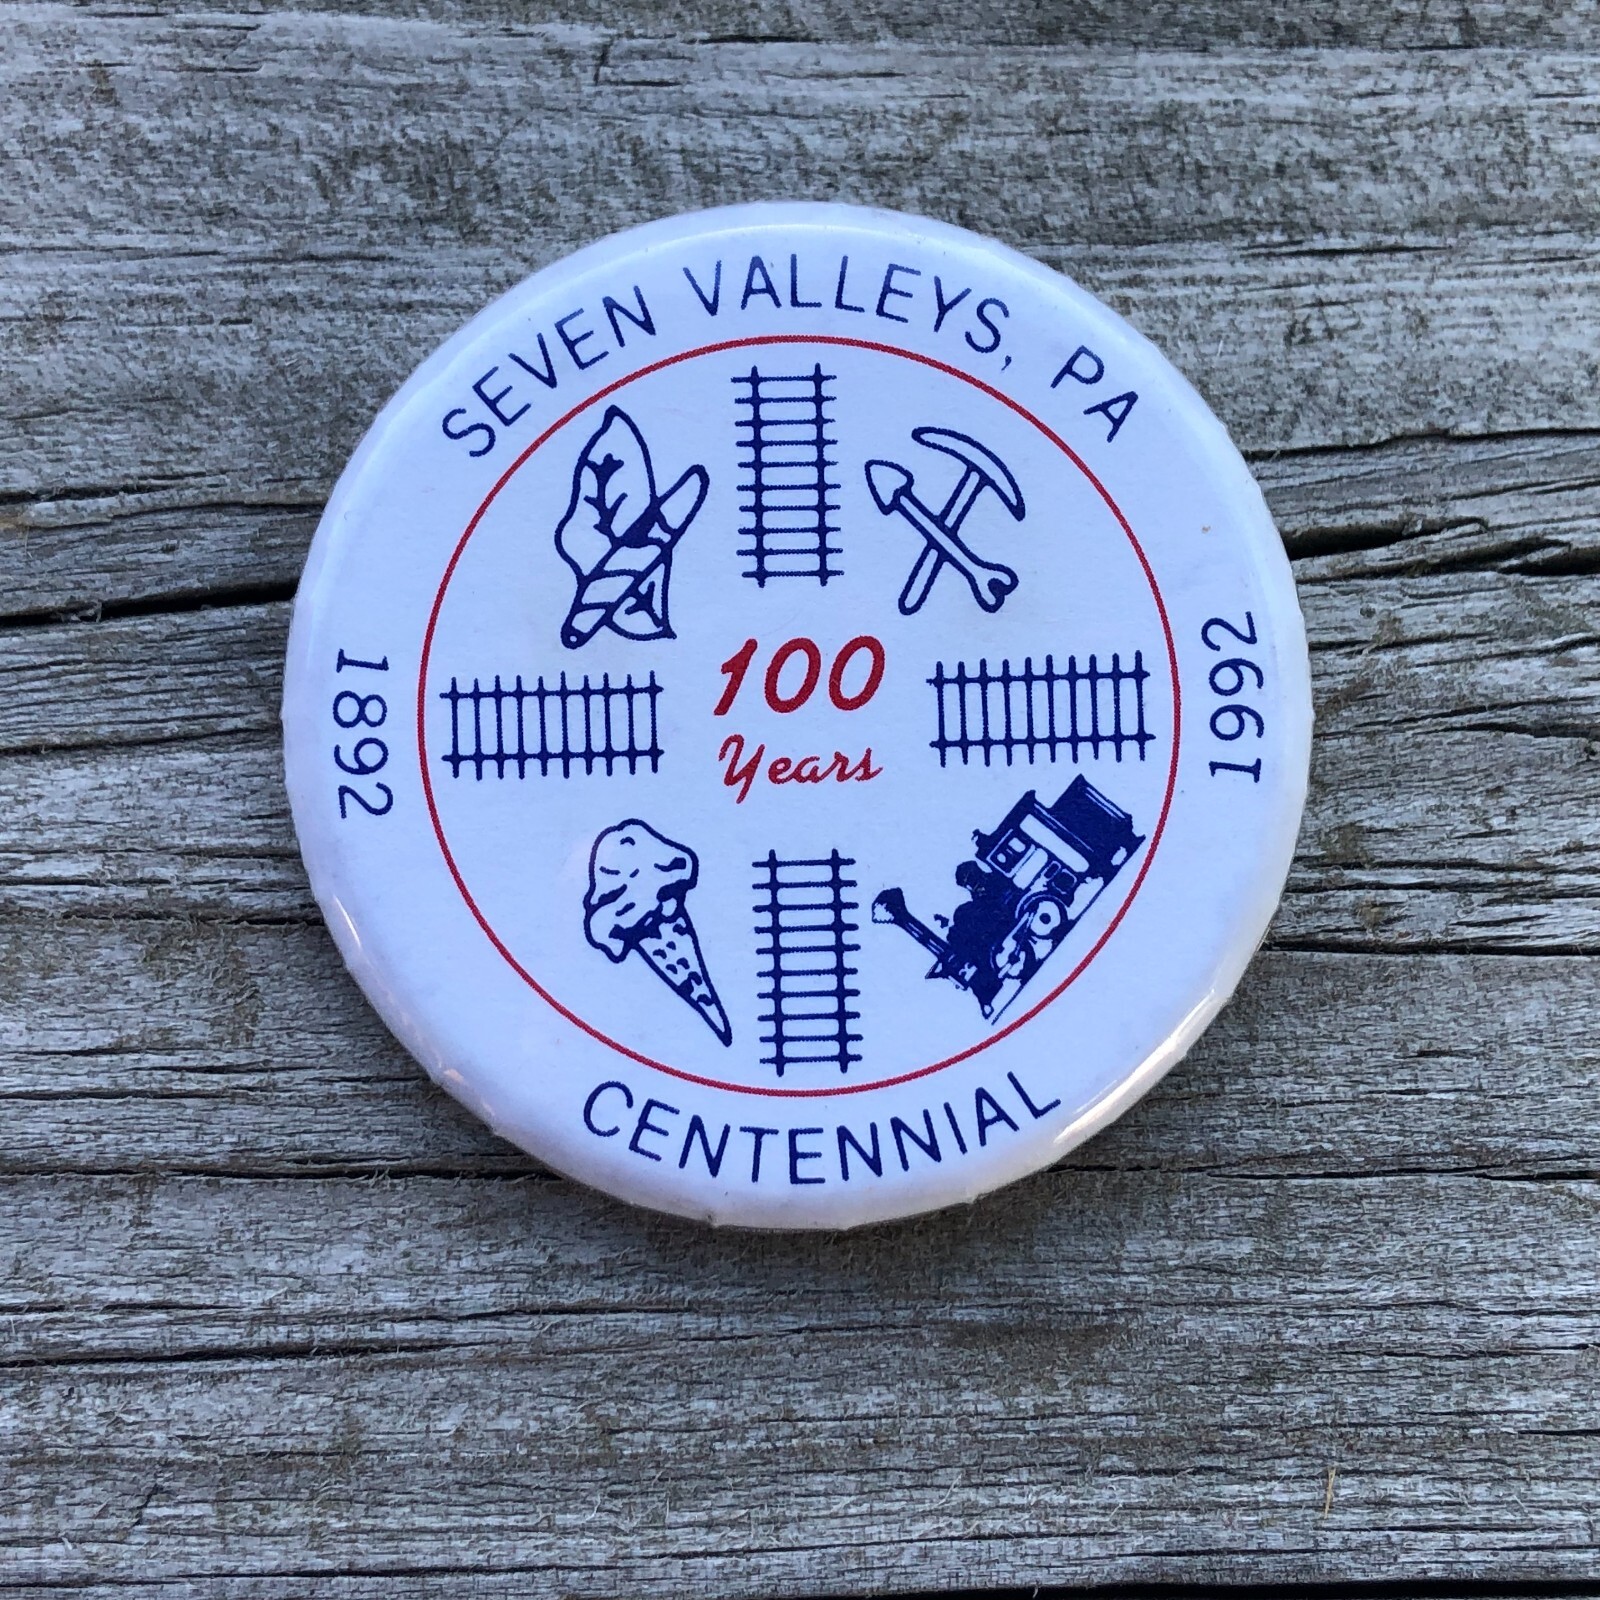 SEVEN VALLEYS, PA
1892
100
Years
1992
CENTENNIAL